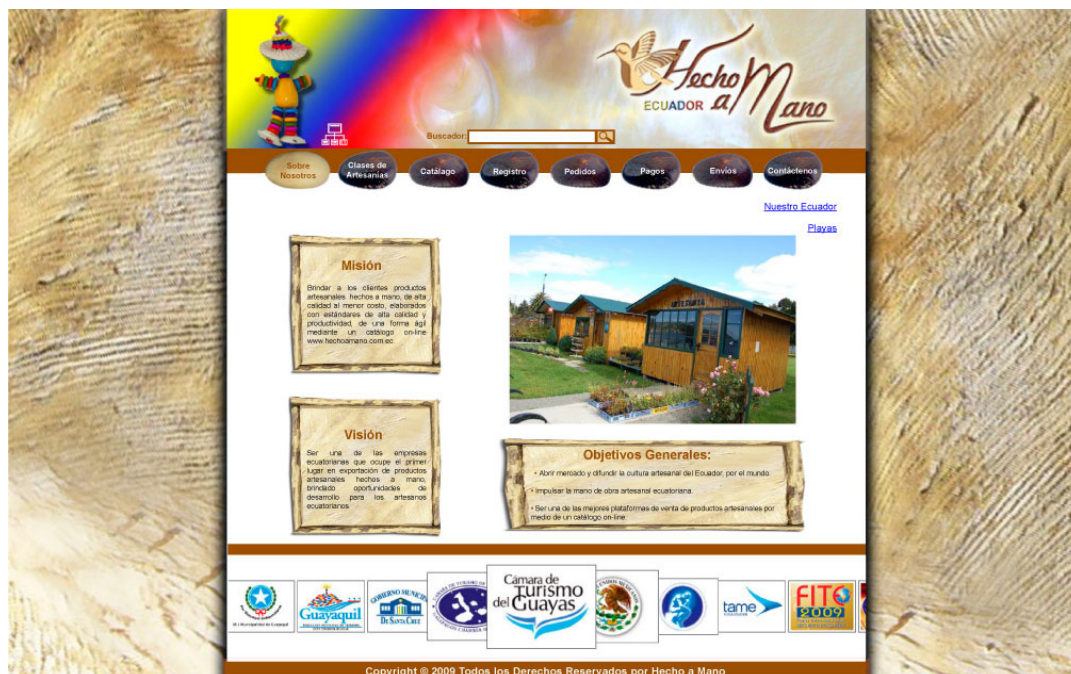 Hecho
a Mano
ECUADOR
Buscador:
Sobre
Nosotros
Clases de
Artesanías
Catálago
Registro
Pedidos
Pagos
Envíos
Contáctenos
Nuestro Ecuador
Playas
Misión
Brindar a los clientes productos
artesanales hechos a mano, de alta
calidad al menor costo, elaborados
con estándares de alta calidad y
productividad, de una forma ágil
mediante un catálogo on-line
www.hechoamano.com.ec
ARTESANIA
Visión
Ser una de las empresas
ecuatorianas que ocupe el primer
lugar en exportación de productos
artesanales hechos a mano,
brindado oportunidades de
desarrollo para los artesanos
ecuatorianos
Objetivos Generales:
• Abrir mercado y difundir la cultura artesanal del Ecuador, por el mundo.
• Impulsar la mano de obra artesanal ecuatoriana.
• Ser una de las mejores plataformas de venta de productos artesanales por
medio de un catálogo on-line.
Guayaquil
GOBIERNO MUNICIPAL
DE SANTA CRUZ
Cámara de
Turismo
del Guayas
tame
FITE
2009
Copyright © 2009 Todos los Derechos Reservados por Hecho a Mano